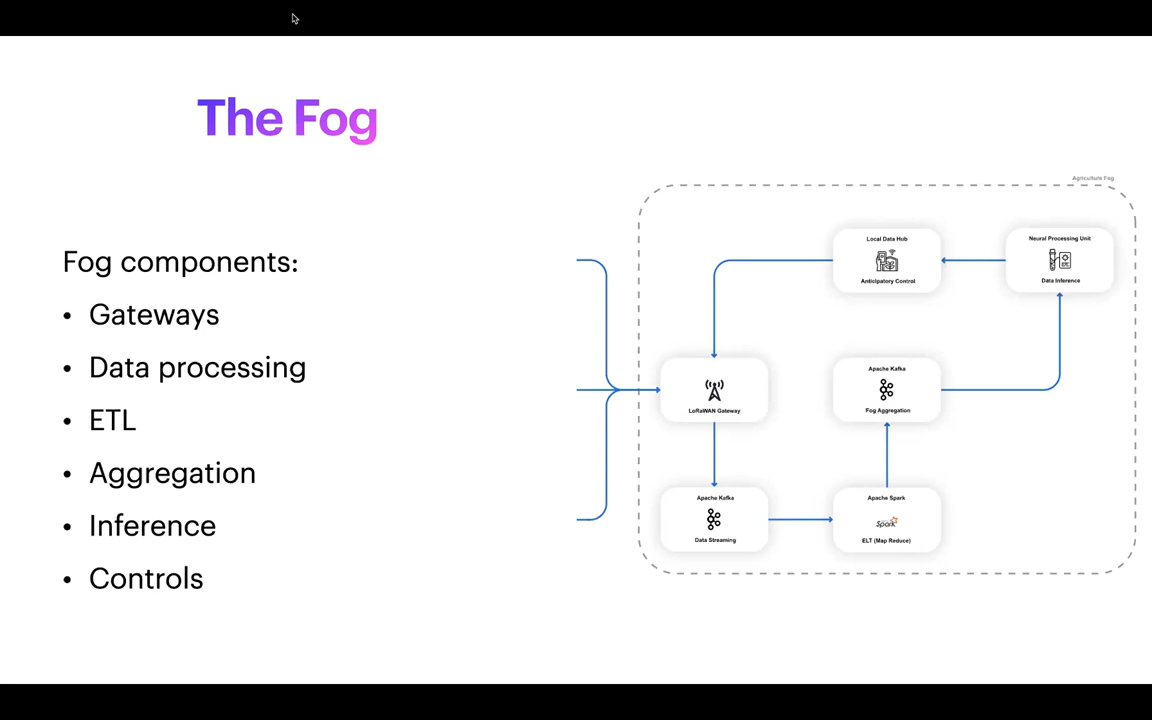 The Fog
Fog components:
• Gateways
• Data processing
• ETL
• Aggregation
• Inference
• Controls
Agriculture Fog
Local Data Hub
Anticipatory Control
Neural Processing Unit
Data Inference
LoRaWAN Gateway
Apache Kafka
Fog Aggregation
Apache Kafka
Data Streaming
Apache Spark
Spark
ELT (Map Reduce)